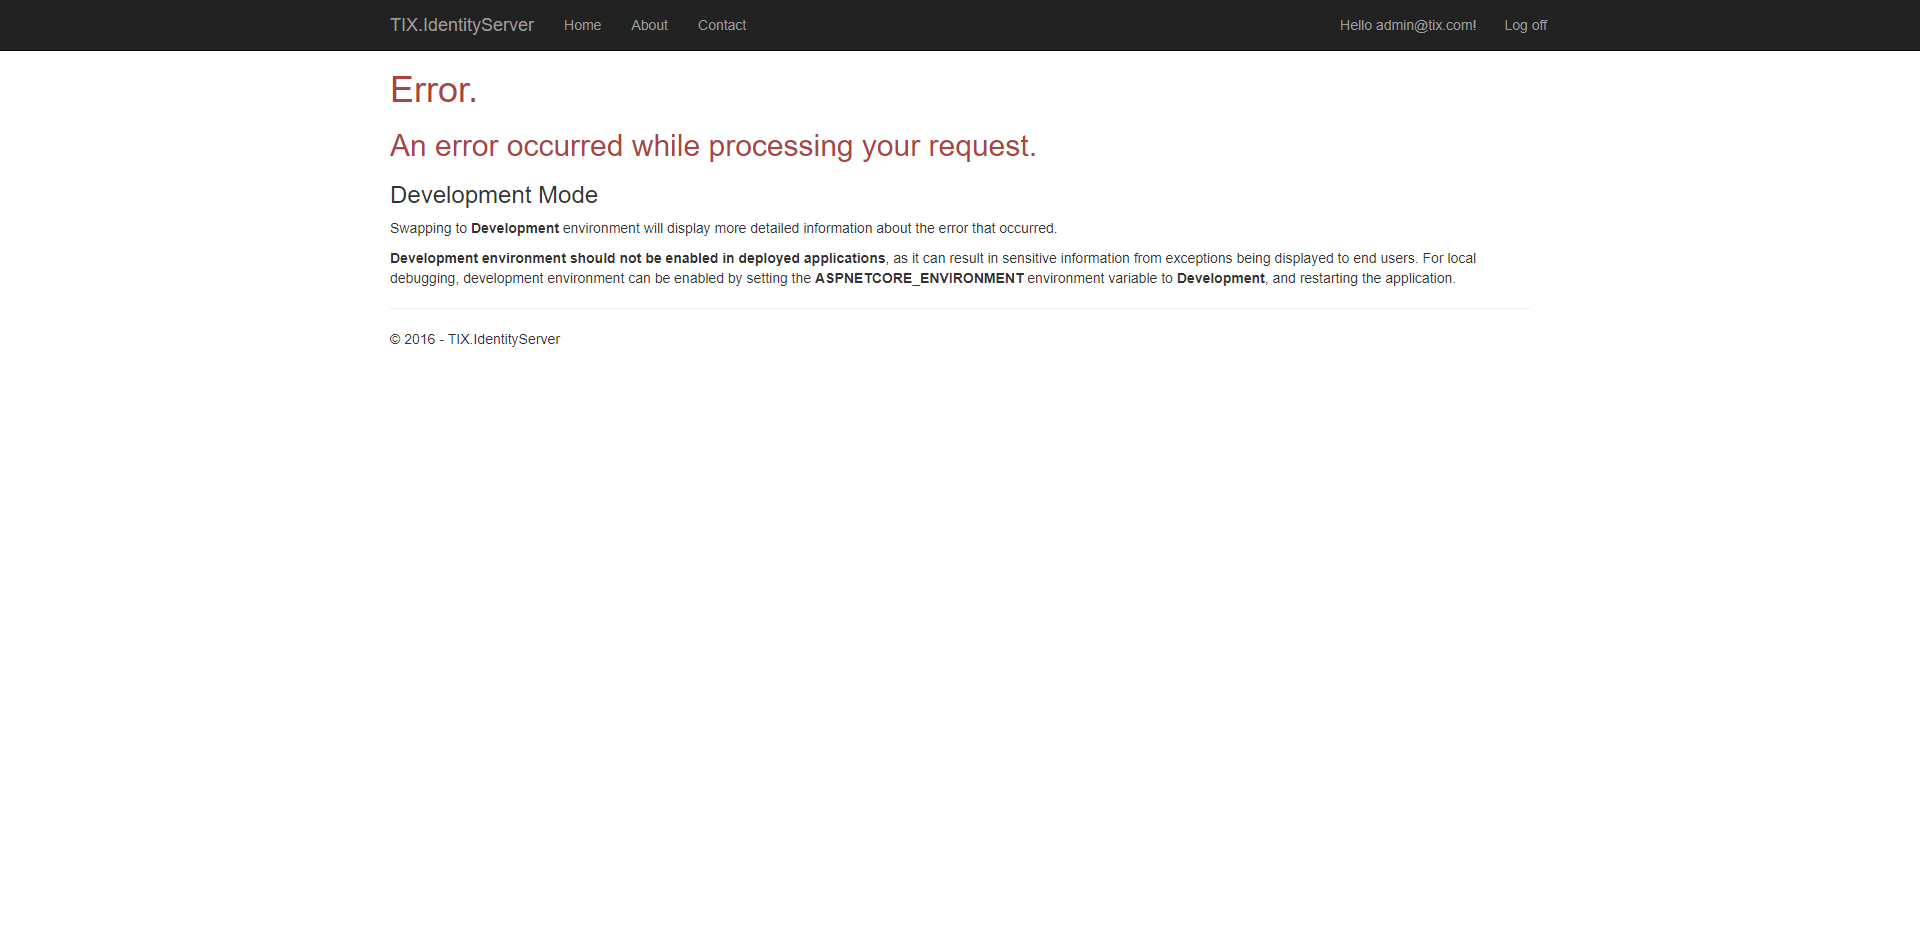 TIX.IdentityServer Home About Contact Hello admin@tix.com! Log off
Error.
An error occurred while processing your request.
Development Mode
Swapping to Development environment will display more detailed information about the error that occurred.
Development environment should not be enabled in deployed applications, as it can result in sensitive information from exceptions being displayed to end users. For local
debugging, development environment can be enabled by setting the ASPNETCORE_ENVIRONMENT environment variable to Development, and restarting the application.
© 2016 - TIX.IdentityServer